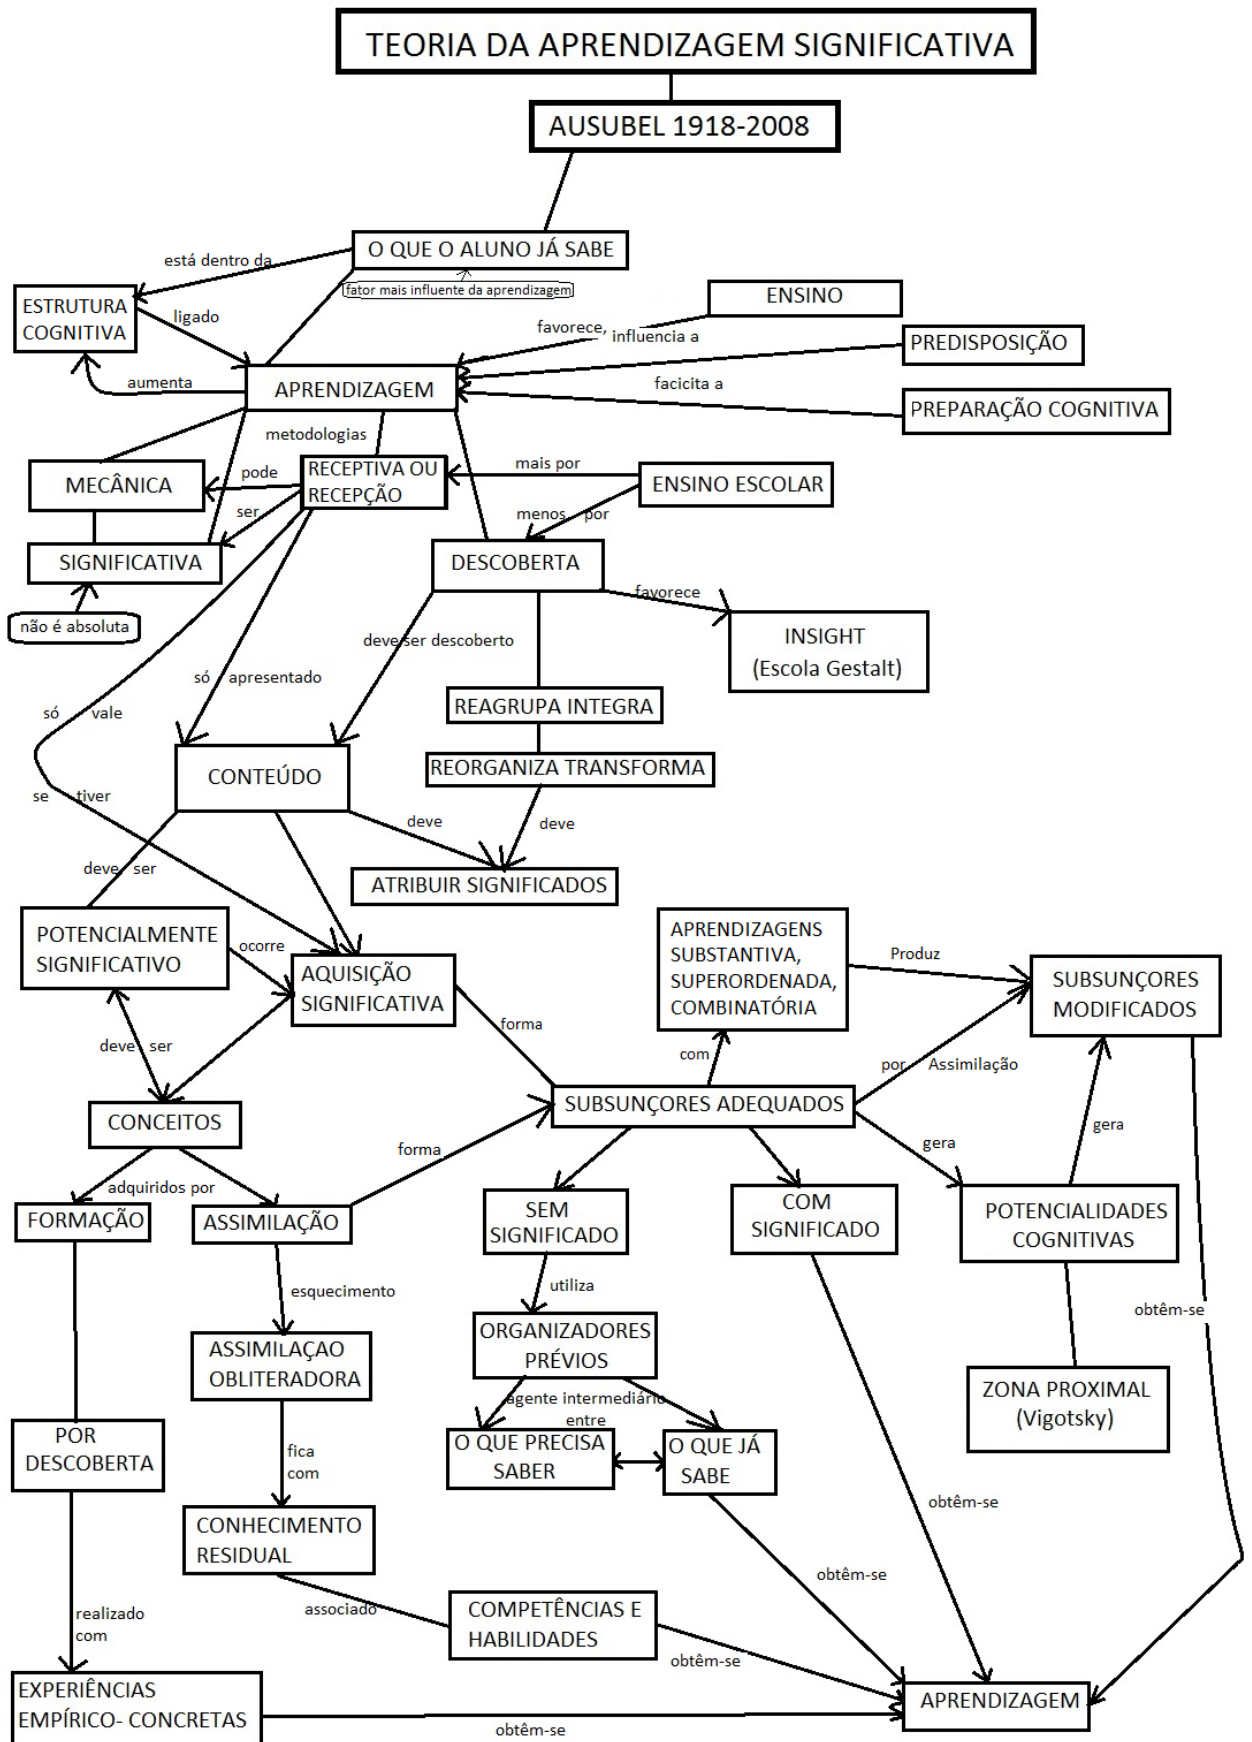 TEORIA DA APRENDIZAGEM SIGNIFICATIVA
AUSUBEL 1918-2008
O QUE O ALUNO JÁ SABE
está dentro da
fator mais influente da aprendizagem
ESTRUTURA
COGNITIVA
ligado
ENSINO
favorece,
influencia a
PREDISPOSIÇÃO
aumenta
APRENDIZAGEM
facicita a
PREPARAÇÃO COGNITIVA
metodologias
MECÂNICA
pode
RECEPTIVA OU
RECEPÇÃO
mais por
ENSINO ESCOLAR
ser
menos por
SIGNIFICATIVA
DESCOBERTA
não é absoluta
favorece
INSIGHT
(Escola Gestalt)
deve ser descoberto
só apresentado
REAGRUPA INTEGRA
só vale
CONTEÚDO
REORGANIZA TRANSFORMA
se tiver
deve
deve
deve ser
ATRIBUIR SIGNIFICADOS
POTENCIALMENTE
SIGNIFICATIVO
ocorre
AQUISIÇÃO
SIGNIFICATIVA
APRENDIZAGENS
SUBSTANTIVA,
SUPERORDENADA,
COMBINATÓRIA
Produz
SUBSUNÇORES
MODIFICADOS
forma
deve ser
com
por Assimilação
CONCEITOS
SUBSUNÇORES ADEQUADOS
forma
gera
gera
adquiridos por
FORMAÇÃO
ASSIMILAÇÃO
SEM
SIGNIFICADO
COM
SIGNIFICADO
POTENCIALIDADES
COGNITIVAS
esquecimento
utiliza
obtêm-se
ASSIMILAÇAO
OBLITERADORA
ORGANIZADORES
PRÉVIOS
ZONA PROXIMAL
(Vigotsky)
agente intermediário
entre
POR
DESCOBERTA
fica
com
O QUE PRECISA
SABER
O QUE JÁ
SABE
obtêm-se
CONHECIMENTO
RESIDUAL
obtêm-se
realizado
com
associado
COMPETÊNCIAS E
HABILIDADES
obtêm-se
EXPERIÊNCIAS
EMPÍRICO- CONCRETAS
obtêm-se
APRENDIZAGEM